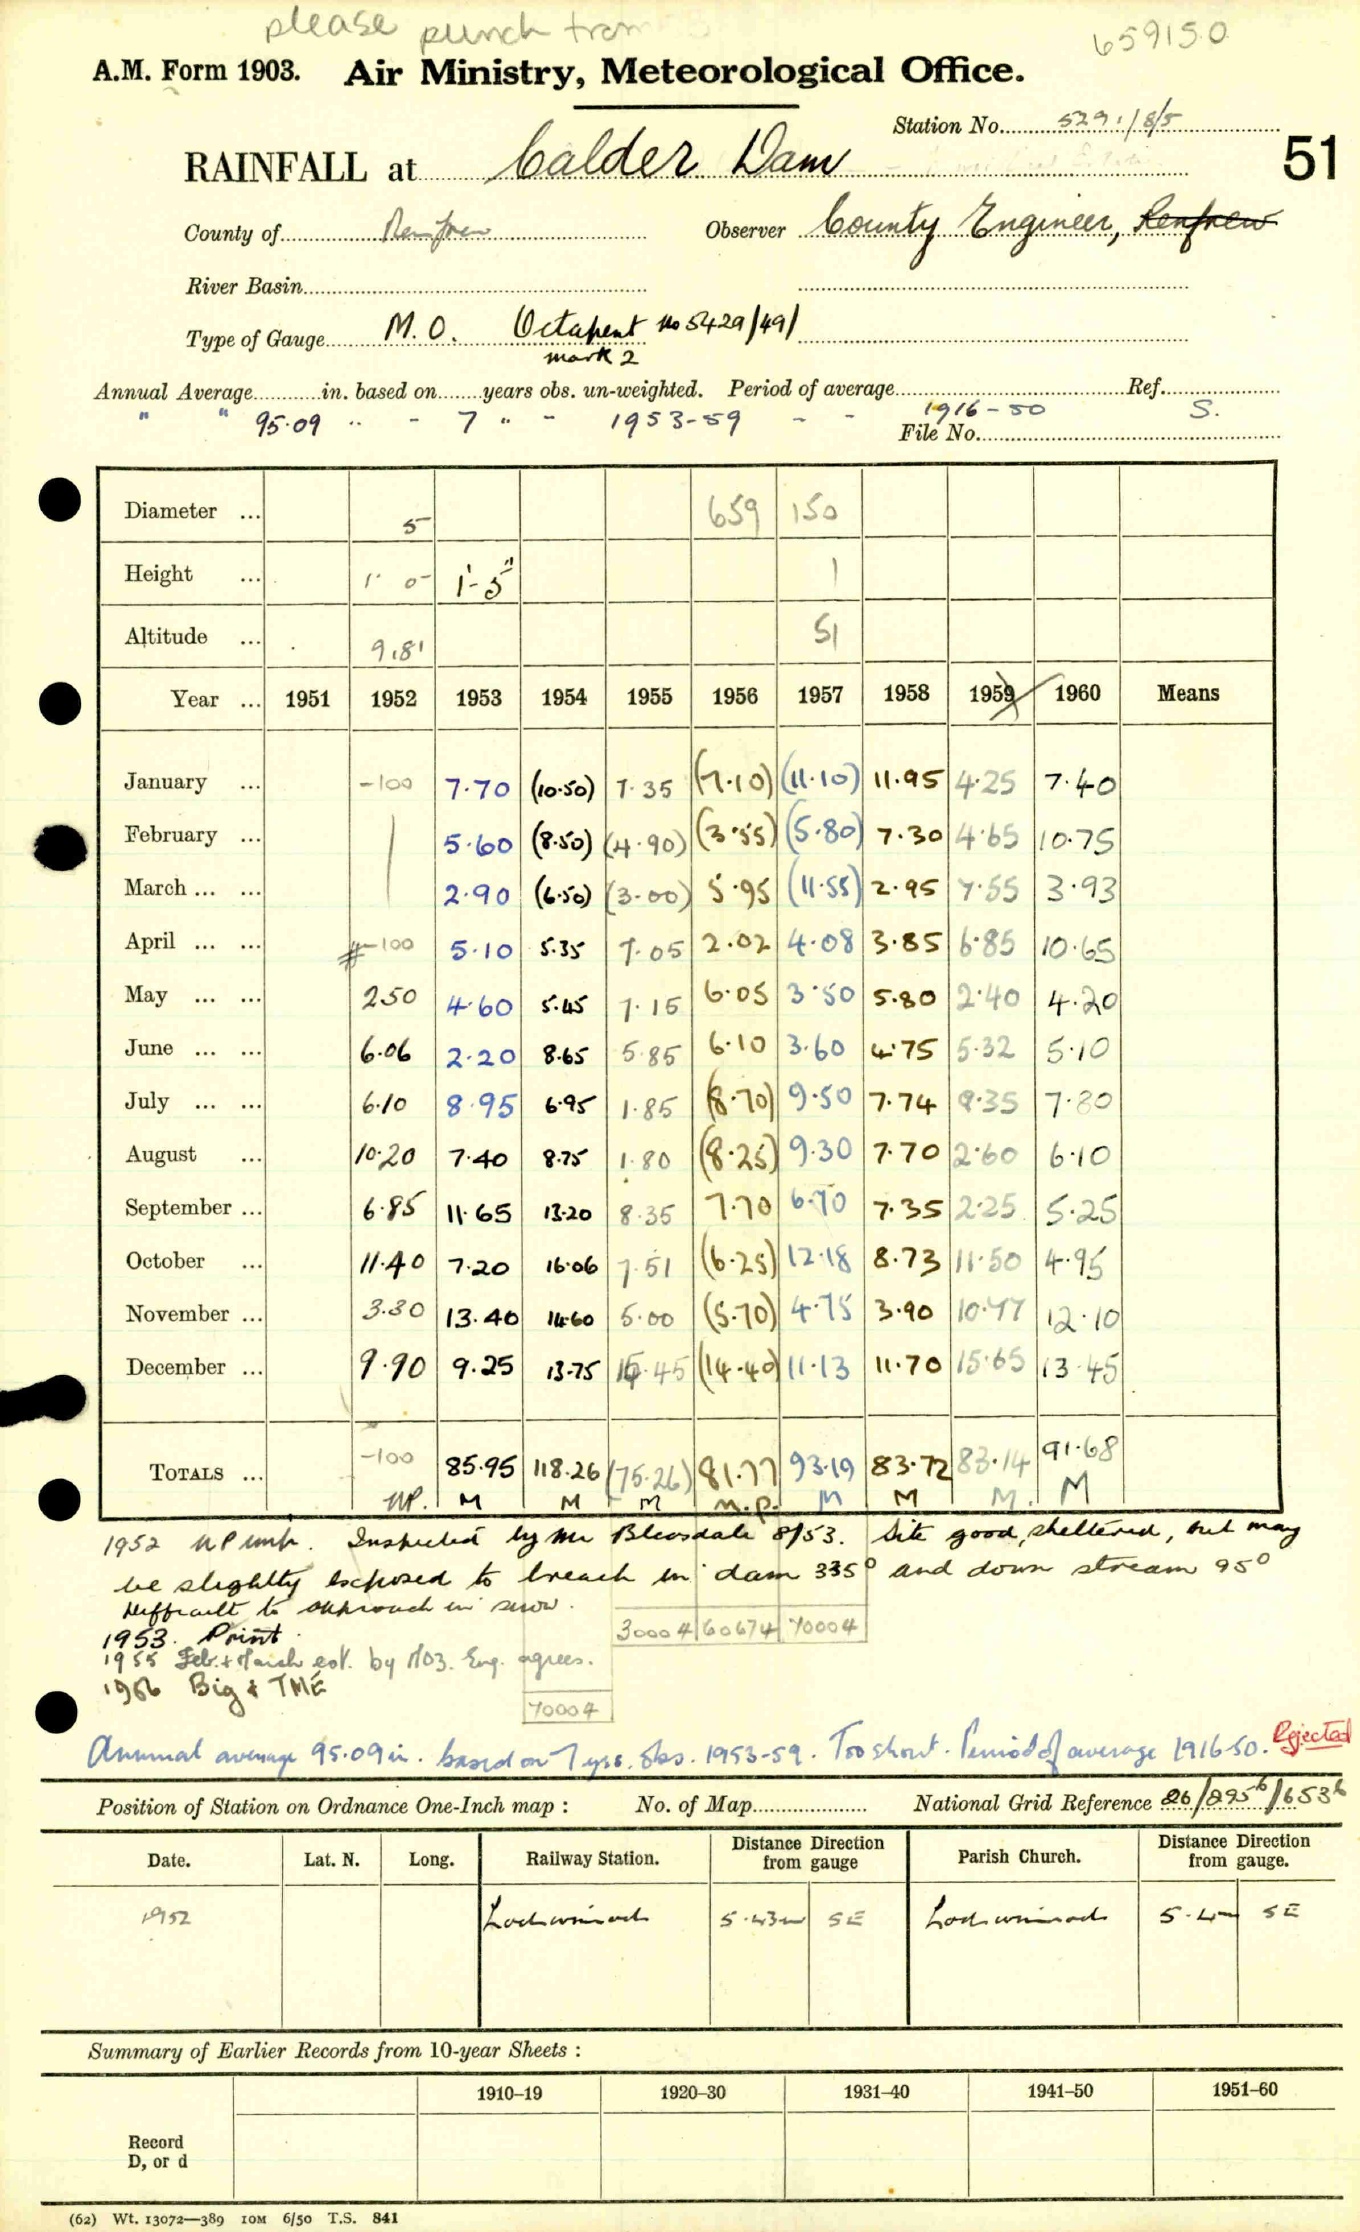 please punch from
659150
A.M. Form 1903. Air Ministry, Meteorological Office.
Station No. 5291/8/5
RAINFALL at Calder Dam
51
County of Renfrew Observer County Engineer, Renfrew
River Basin
Type of Gauge M.O. Octapent No 5429/49/
mark 2
Annual Average in. based on years obs. un-weighted. Period of average Ref.
" " 95.09 " - 7 " - 1953-59 - - 1916-50 S.
File No.
Diameter ... 5 659 150
Height ... 1' 0" 1'-5" 1
Altitude ... 981 51
Year ... 1951 1952 1953 1954 1955 1956 1957 1958 1959 1960 Means
January ... -100 7.70 (10.50) 7.35 (7.10) (11.10) 11.95 4.25 7.40
February ... 5.60 (8.50) (4.90) (3.55) (5.80) 7.30 4.65 10.75
March ... ... 2.90 (6.50) (3.00) 5.95 (11.55) 2.95 7.55 3.93
April ... ... -100 5.10 5.35 7.05 2.02 4.08 3.85 6.85 10.65
May ... ... 2.50 4.60 5.45 7.15 6.05 3.50 5.80 2.40 4.20
June ... ... 6.06 2.20 8.65 5.85 6.10 3.60 4.75 5.32 5.10
July ... ... 6.10 8.95 6.95 1.85 (8.70) 9.50 7.74 9.35 7.80
August ... 10.20 7.40 8.75 1.80 (8.25) 9.30 7.70 2.60 6.10
September ... 6.85 11.65 13.20 8.35 7.70 6.70 7.35 2.25 5.25
October ... 11.40 7.20 16.06 7.51 (6.25) 12.18 8.73 11.50 4.95
November ... 3.30 13.40 14.60 5.00 (5.70) 4.75 3.90 10.77 12.10
December ... 9.90 9.25 13.75 15.45 (14.40) 11.13 11.70 15.65 13.45
TOTALS ... -100 85.95 118.26 (75.26) 81.77 93.19 83.72 83.14 91.68
NP. M M M n.p. M M M. M
1952 NP Inspected by Mr Bleasdale 8/53. Site good, sheltered, but may
be slightly exposed to breach in dam 335° and down stream 95°
Difficult to approach in snow.
30004 60674 70004
1953. Print
1955 Feb. + March est. by M03. Eng. agrees.
1956 Big & TME
70004
Annual average 95.09 in. based on 7 yrs. obs. 1953-59. Too short. Period of average 1916-50. Rejected
Position of Station on Ordnance One-Inch map : No. of Map National Grid Reference 26/295⁶/653⁶
Date. Lat. N. Long. Railway Station. Distance from gauge Direction Parish Church. Distance from gauge. Direction
1952 Lochwinnoch SE Lochwinnoch SE
Summary of Earlier Records from 10-year Sheets :
1910–19 1920–30 1931–40 1941–50 1951–60
Record
D, or d
(62) Wt. 13072—389 10M 6/50 T.S. 841